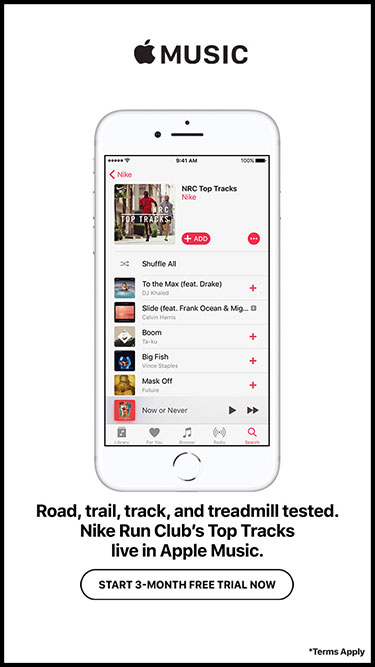 MUSIC
9:41 AM
100%
Nike
NRC
TOP TRACKS
NRC Top Tracks
Nike
+ ADD
Shuffle All
To the Max (feat. Drake)
DJ Khaled
Slide (feat. Frank Ocean & Mig... E
Calvin Harris
Boom
Ta-ku
Big Fish
Vince Staples
Mask Off
Future
Now or Never
Library For You Browse Radio Search
Road, trail, track, and treadmill tested.
Nike Run Club's Top Tracks
live in Apple Music.
START 3-MONTH FREE TRIAL NOW
*Terms Apply